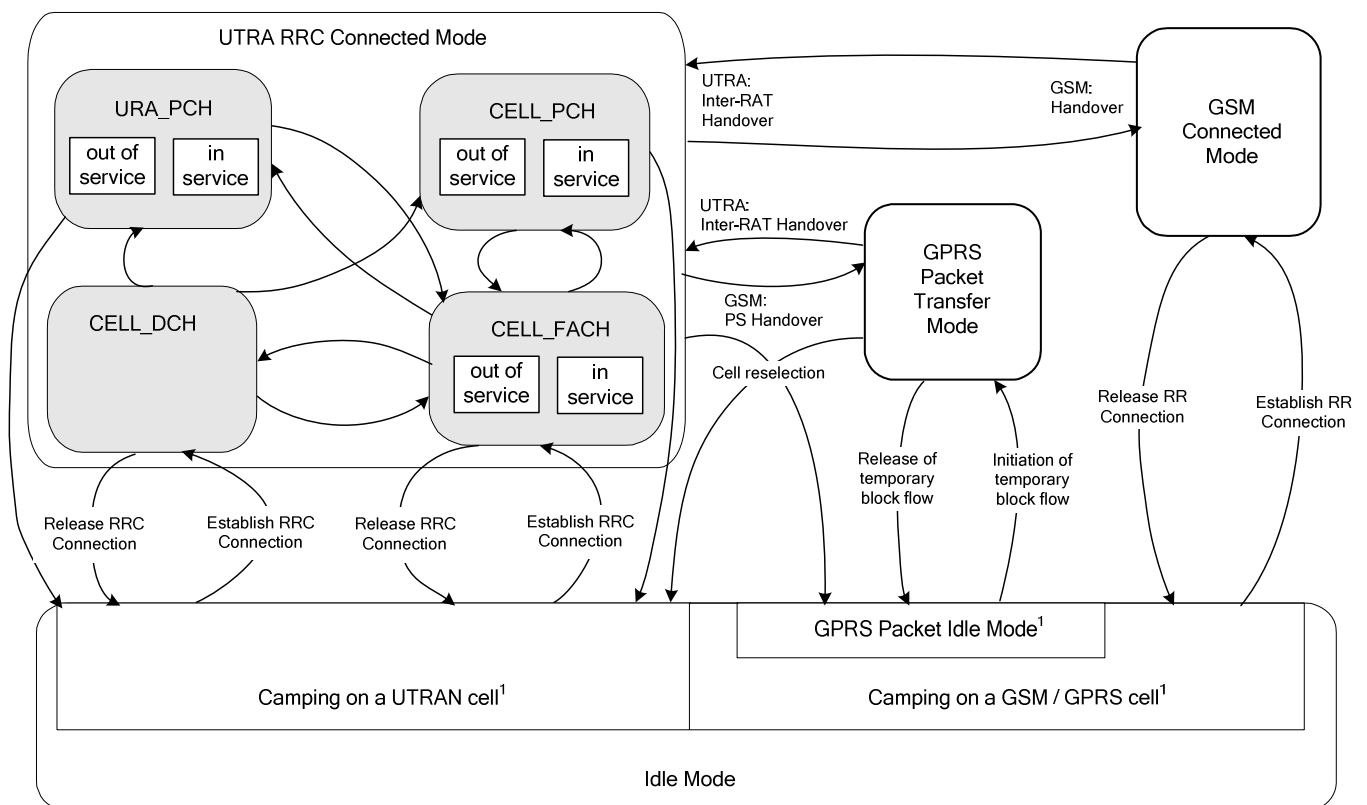 UTRA RRC Connected Mode
URA_PCH
out of
service
in
service
CELL_PCH
out of
service
in
service
CELL_DCH
CELL_FACH
out of
service
in
service
UTRA:
Inter-RAT
Handover
GSM:
Handover
GSM
Connected
Mode
UTRA:
Inter-RAT Handover
GPRS
Packet
Transfer
Mode
GSM:
PS Handover
Cell reselection
Release RRC
Connection
Establish RRC
Connection
Release RRC
Connection
Establish RRC
Connection
Release of
temporary
block flow
Initiation of
temporary
block flow
Release RR
Connection
Establish RR
Connection
GPRS Packet Idle Mode¹
Camping on a UTRAN cell¹
Camping on a GSM / GPRS cell¹
Idle Mode